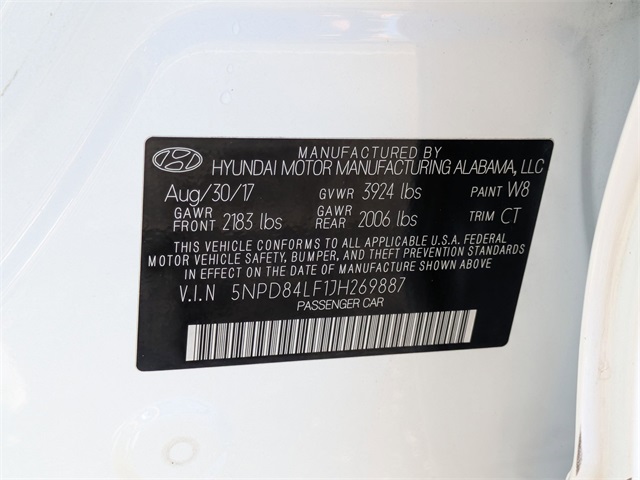 MANUFACTURED BY
HYUNDAI MOTOR MANUFACTURING ALABAMA, LLC
Aug/30/17 GVWR 3924 lbs PAINT W8
GAWR FRONT 2183 lbs GAWR REAR 2006 lbs TRIM CT
THIS VEHICLE CONFORMS TO ALL APPLICABLE U.S.A. FEDERAL
MOTOR VEHICLE SAFETY, BUMPER, AND THEFT PREVENTION STANDARDS
IN EFFECT ON THE DATE OF MANUFACTURE SHOWN ABOVE
V.I.N 5NPD84LF1JH269887
PASSENGER CAR